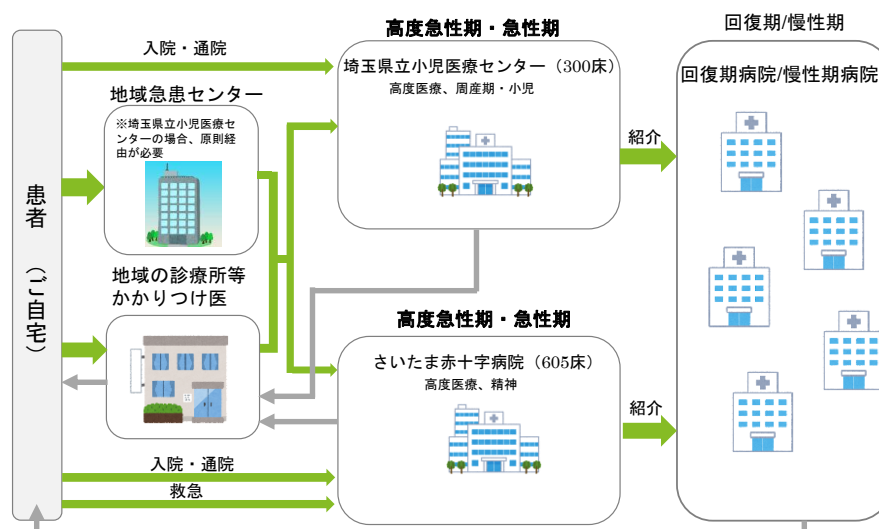 高度急性期・急性期
回復期/慢性期
入院・通院
埼玉県立小児医療センター（300床）
高度医療、周産期・小児
回復期病院/慢性期病院
地域急患センター
※埼玉県立小児医療セ
ンターの場合、原則経
由が必要
紹介
患者　（ご自宅）
地域の診療所等
かかりつけ医
高度急性期・急性期
さいたま赤十字病院（605床）
高度医療、精神
紹介
入院・通院
救急